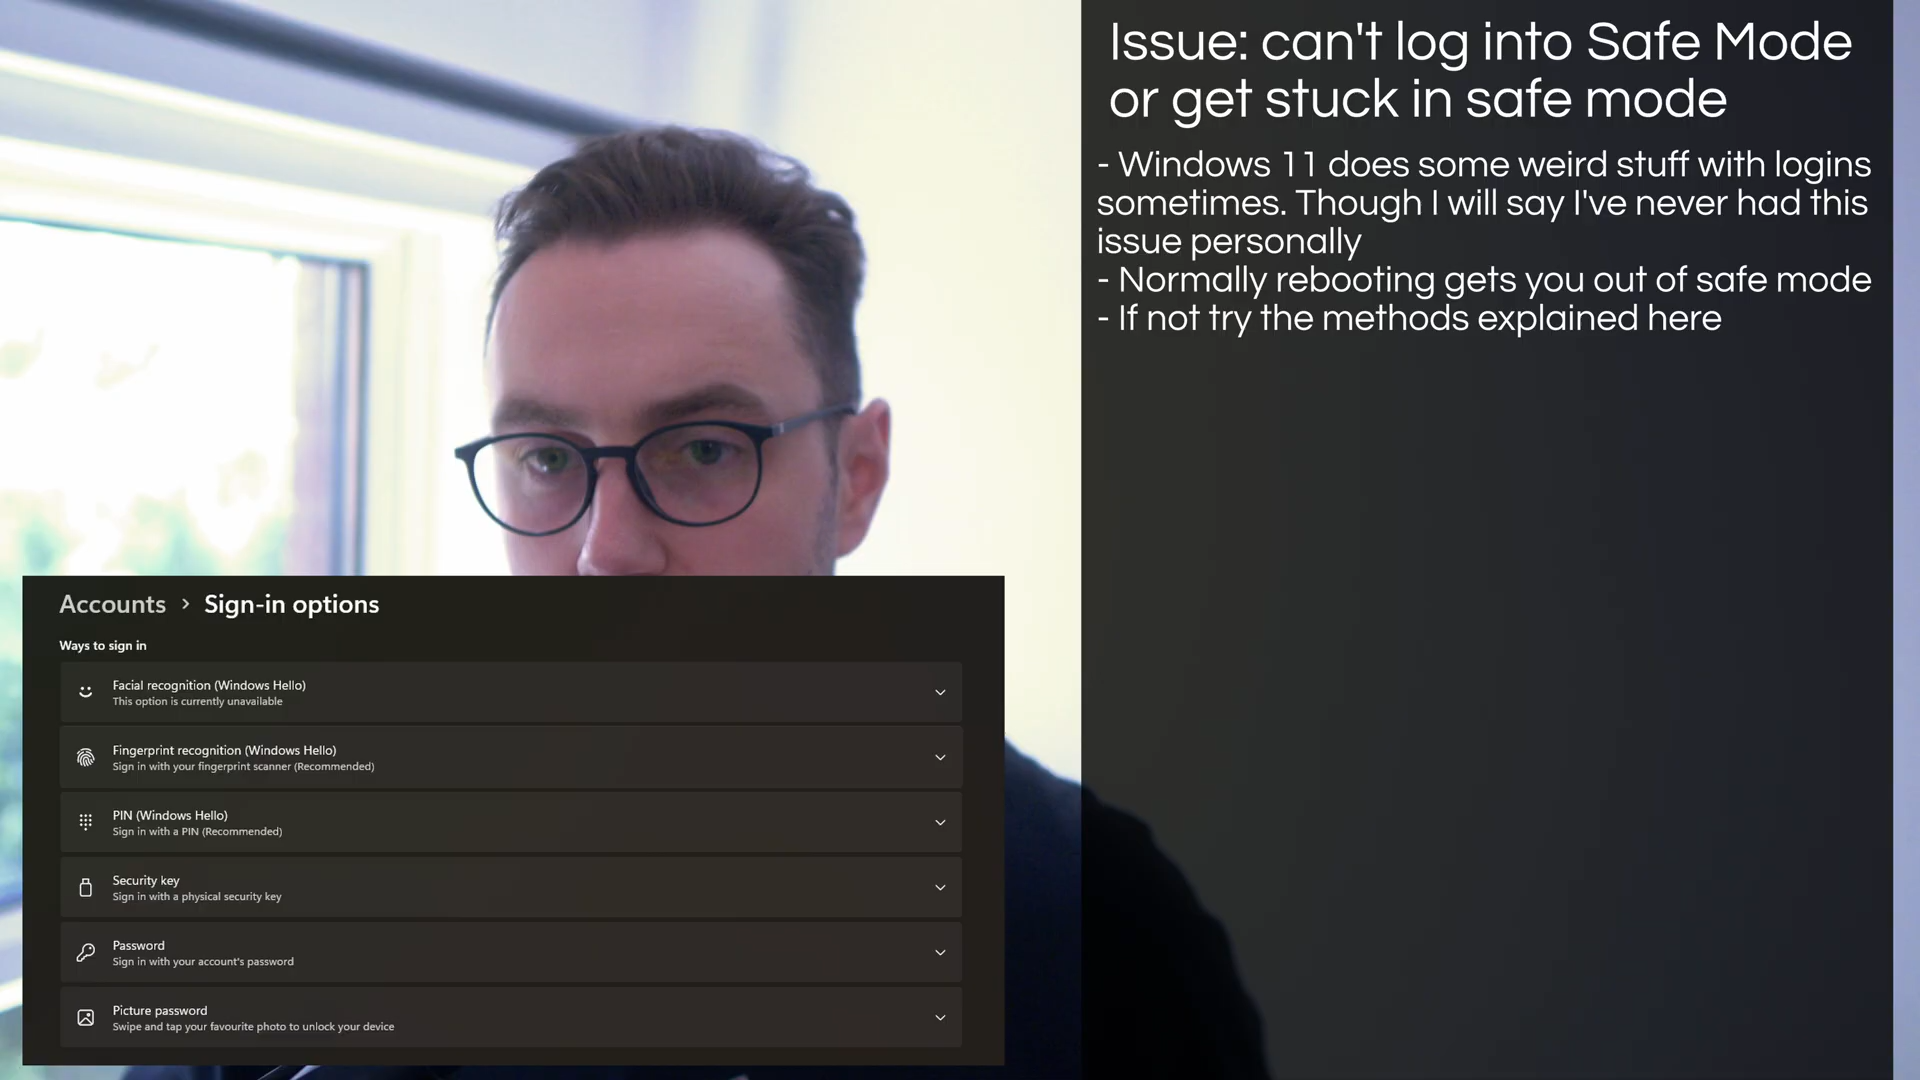 Issue: can't log into Safe Mode
or get stuck in safe mode
- Windows 11 does some weird stuff with logins
sometimes. Though I will say I've never had this
issue personally
- Normally rebooting gets you out of safe mode
- If not try the methods explained here
Accounts > Sign-in options
Ways to sign in
Facial recognition (Windows Hello)
This option is currently unavailable
Fingerprint recognition (Windows Hello)
Sign in with your fingerprint scanner (Recommended)
PIN (Windows Hello)
Sign in with a PIN (Recommended)
Security key
Sign in with a physical security key
Password
Sign in with your account's password
Picture password
Swipe and tap your favourite photo to unlock your device